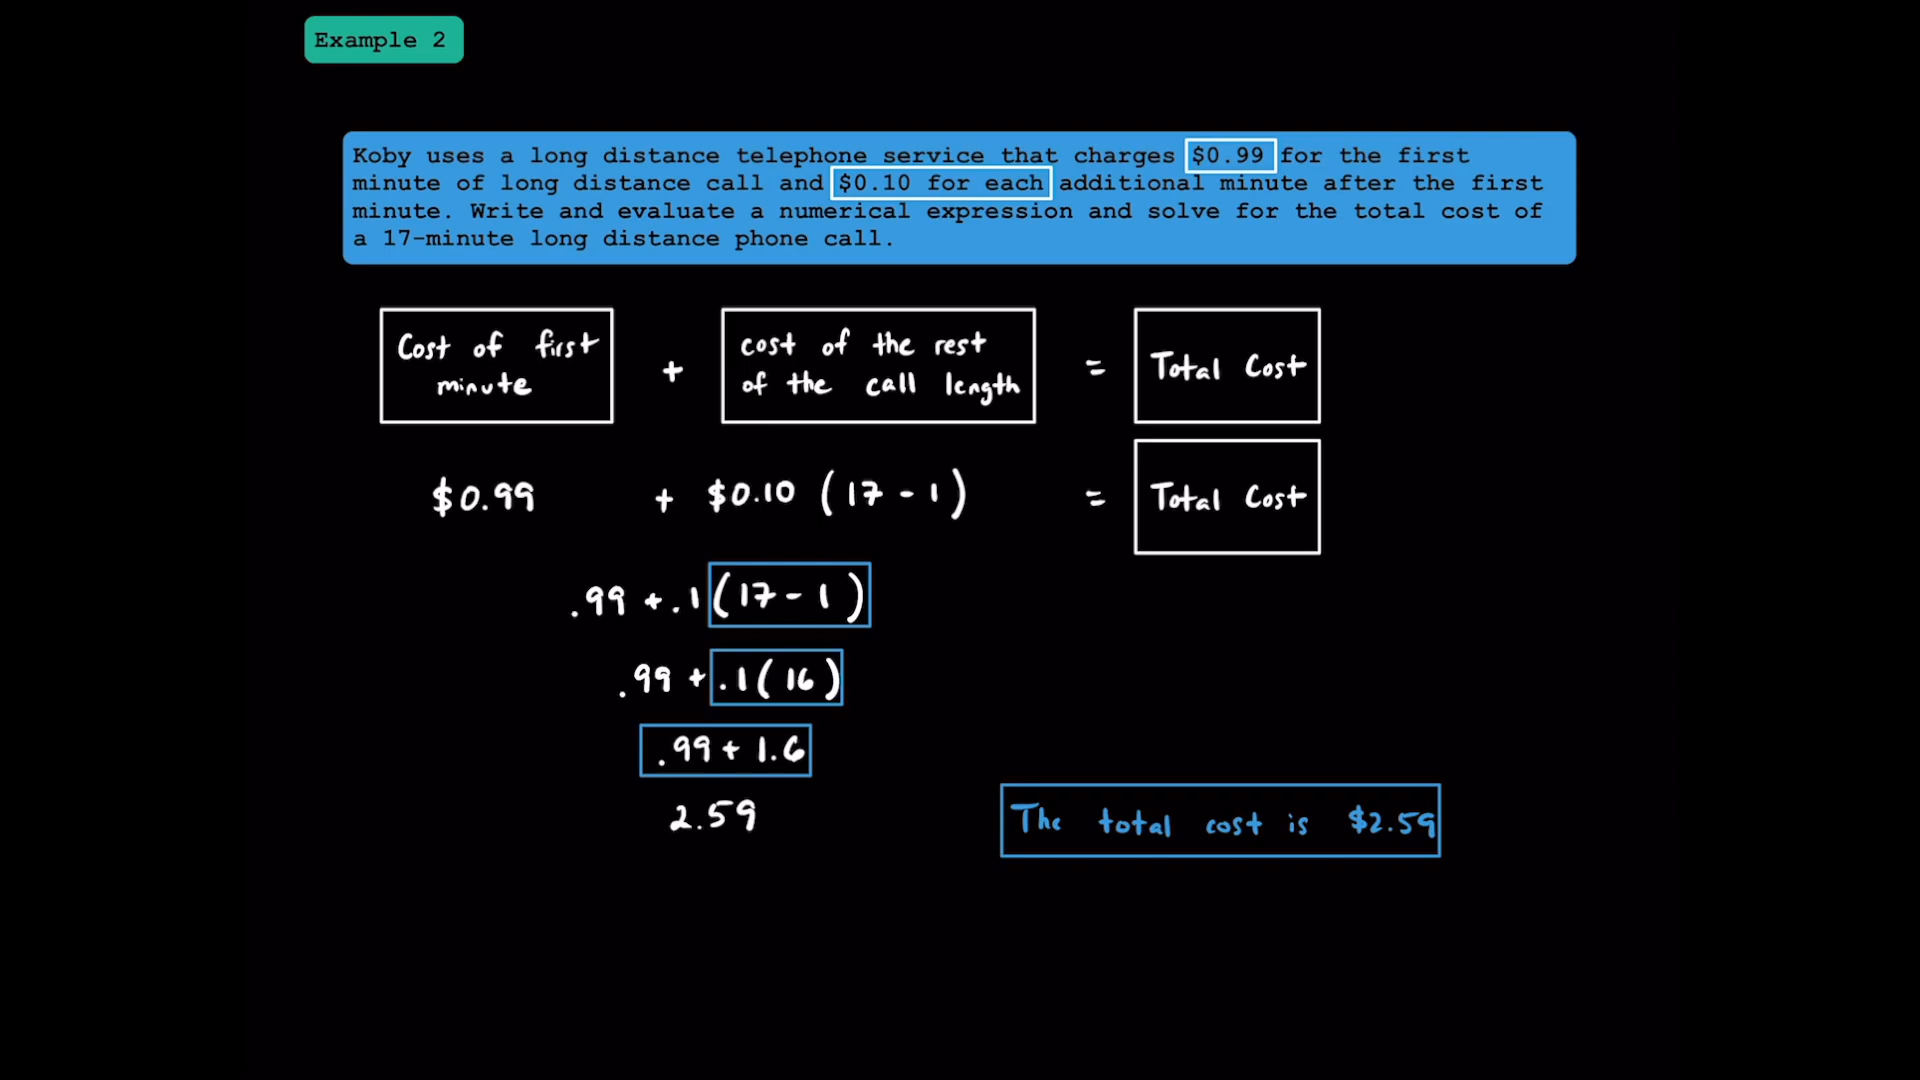 Example 2
Koby uses a long distance telephone service that charges $0.99 for the first
minute of long distance call and $0.10 for each additional minute after the first
minute. Write and evaluate a numerical expression and solve for the total cost of
a 17-minute long distance phone call.
Cost of first minute + cost of the rest of the call length = Total Cost
$0.99 + $0.10 (17 - 1) = Total Cost
.99 + .1(17 - 1)
.99 + .1(16)
.99 + 1.6
2.59
The total cost is $2.59